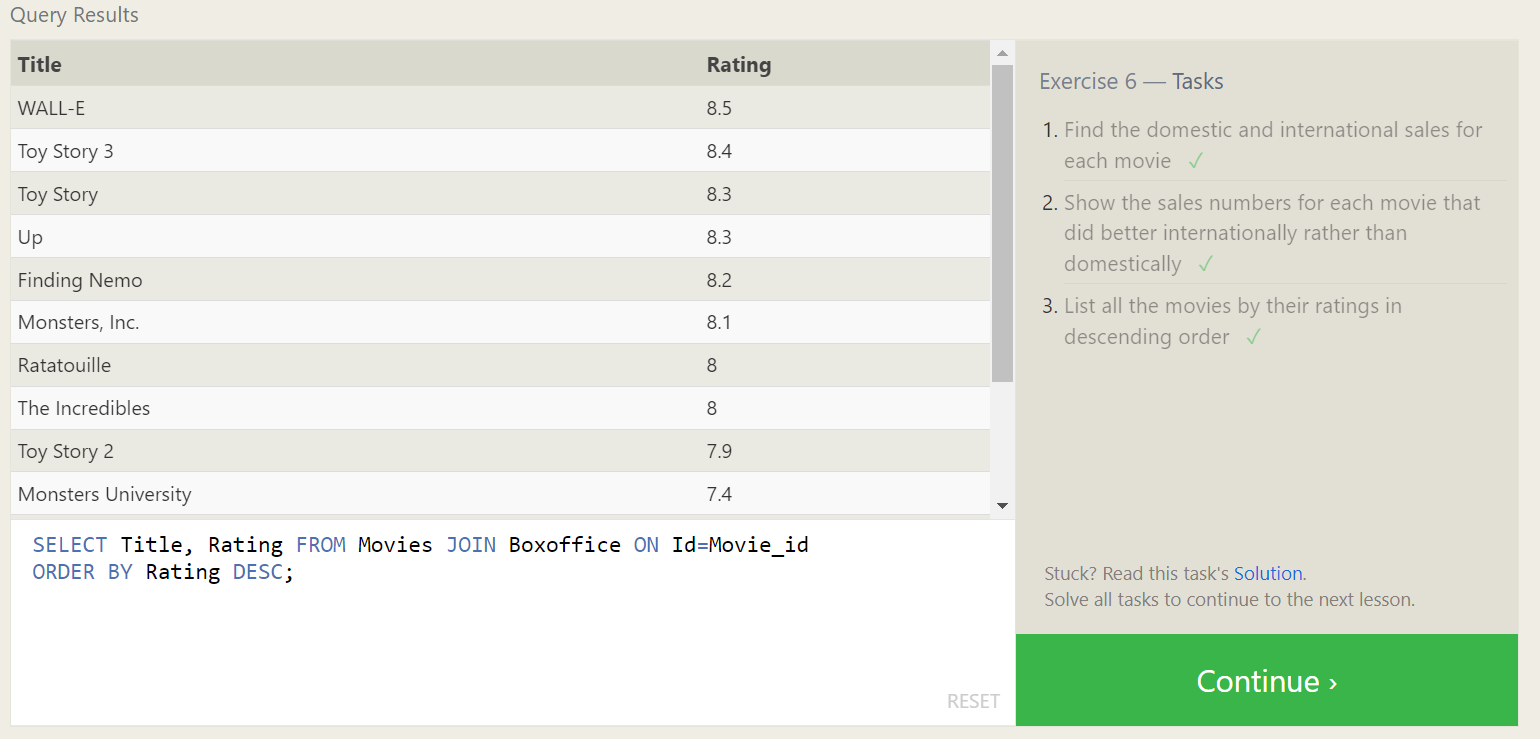 Query Results
Title Rating
WALL-E 8.5
Toy Story 3 8.4
Toy Story 8.3
Up 8.3
Finding Nemo 8.2
Monsters, Inc. 8.1
Ratatouille 8
The Incredibles 8
Toy Story 2 7.9
Monsters University 7.4
SELECT Title, Rating FROM Movies JOIN Boxoffice ON Id=Movie_id
ORDER BY Rating DESC;
RESET
Exercise 6 — Tasks
1. Find the domestic and international sales for
each movie ✓
2. Show the sales numbers for each movie that
did better internationally rather than
domestically ✓
3. List all the movies by their ratings in
descending order ✓
Stuck? Read this task's Solution.
Solve all tasks to continue to the next lesson.
Continue ›